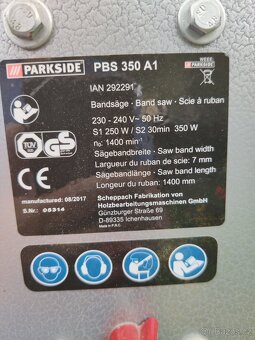 PARKSIDE PBS 350 A1
IAN 292291
Bandsäge · Band saw · Scie à ruban
230 - 240 V~ 50 Hz
S1 250 W / S2 30min 350 W
n₀: 1400 min⁻¹
Sägebandbreite · Saw band width
Largeur du ruban de scie: 7 mm
Sägebandlänge · Saw band length
Longeur du ruban: 1400 mm
TÜV
GS
CE
manufactured: 08/2017
S.Nr.: 06314
Scheppach Fabrikation von
Holzbearbeitungsmaschinen GmbH
Günzburger Straße 69
D-89335 Ichenhausen
Made in P.R.C.